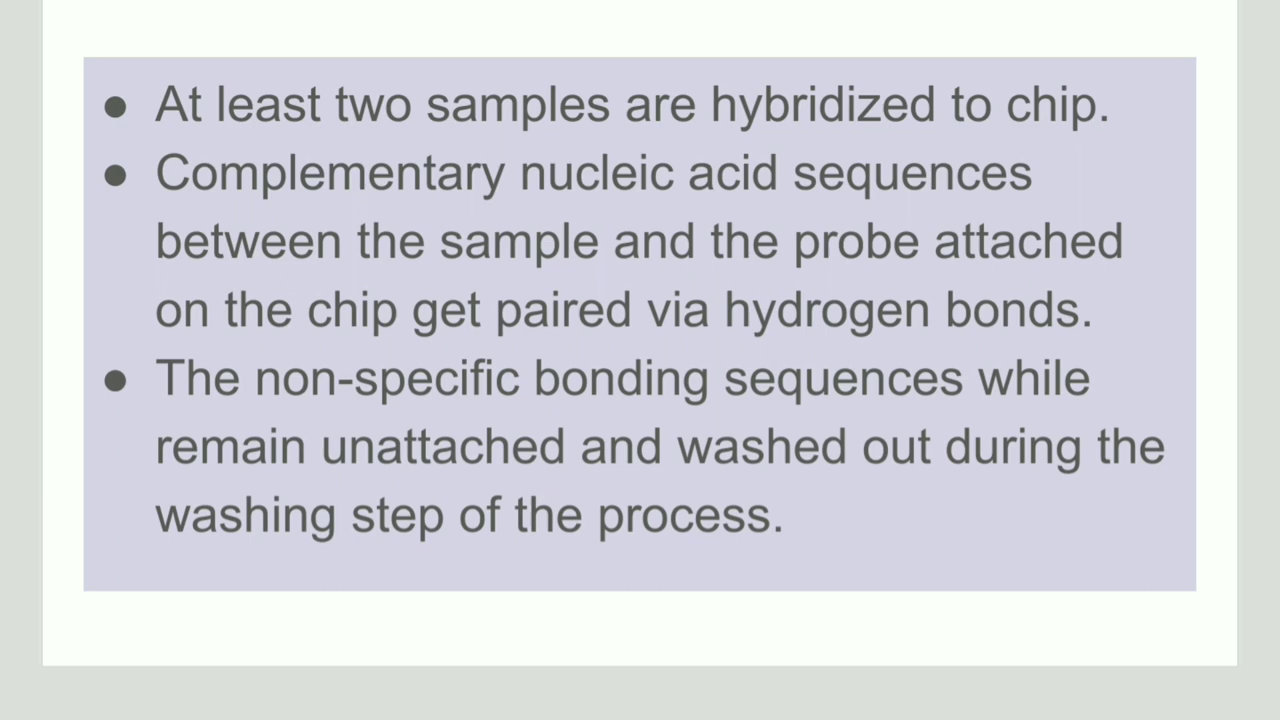 ● At least two samples are hybridized to chip.
● Complementary nucleic acid sequences
between the sample and the probe attached
on the chip get paired via hydrogen bonds.
● The non-specific bonding sequences while
remain unattached and washed out during the
washing step of the process.